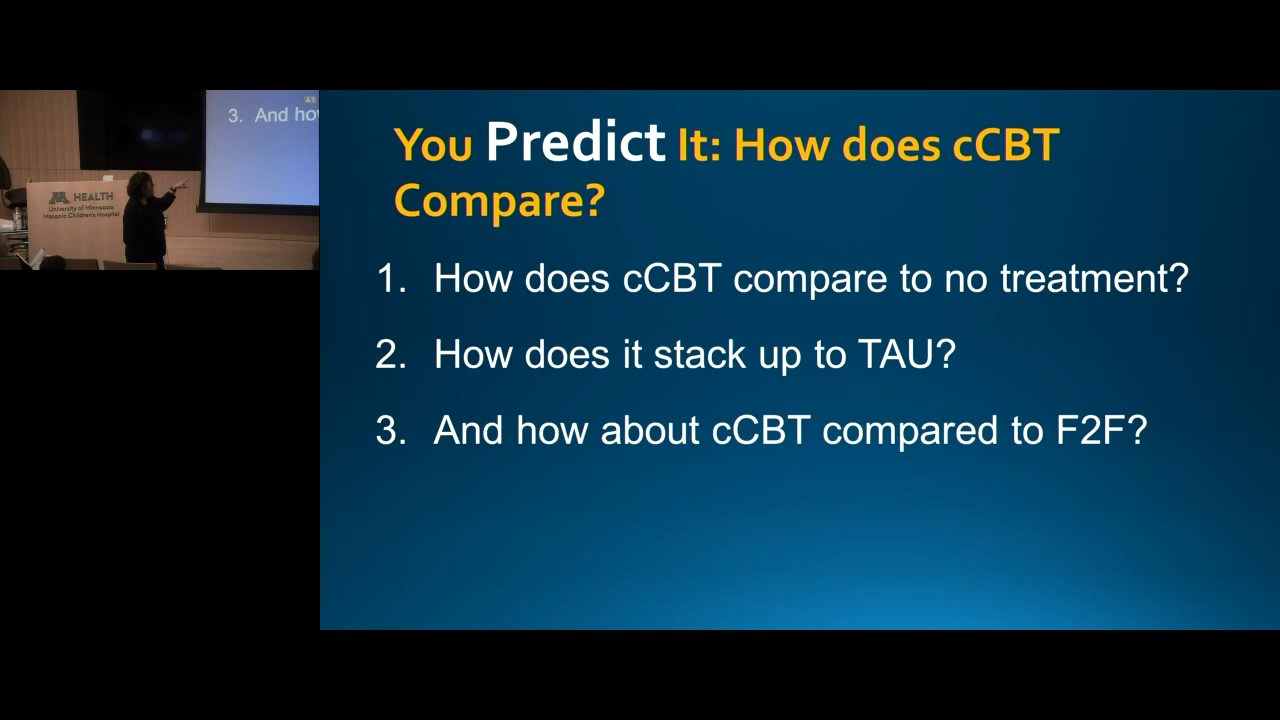 3. And how
HEALTH
University of Minnesota
Masonic Children's Hospital
You Predict It: How does cCBT
Compare?
1. How does cCBT compare to no treatment?
2. How does it stack up to TAU?
3. And how about cCBT compared to F2F?